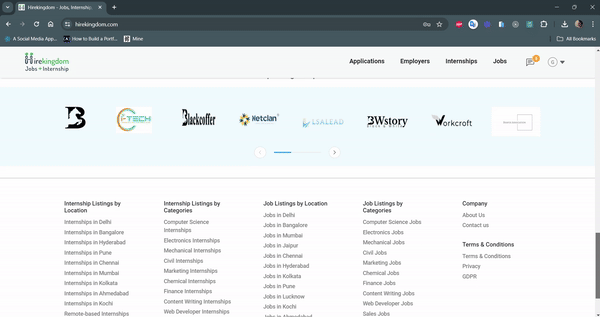 Hirekingdom - Jobs, Internship
hirekingdom.com
A Social Media App...
How to Build a Portf...
Mine
All Bookmarks
irekingdom
Jobs + Internship
Applications
Employers
Internships
Jobs
G
B
TECH
Blackcoffer
Netclan
LSALEAD
BWstory
Workcroft
Internship Listings by Location
Internships in Delhi
Internships in Bangalore
Internships in Hyderabad
Internships in Pune
Internships in Chennai
Internships in Mumbai
Internships in Kolkata
Internships in Ahmedabad
Internships in Kochi
Remote-based Internships
Internship Listings by Categories
Computer Science Internships
Electronics Internships
Mechanical Internships
Civil Internships
Marketing Internships
Chemical Internships
Finance Internships
Content Writing Internships
Web Developer Internships
Job Listings by Location
Jobs in Delhi
Jobs in Bangalore
Jobs in Mumbai
Jobs in Jaipur
Jobs in Chennai
Jobs in Hyderabad
Jobs in Kolkata
Jobs in Pune
Jobs in Lucknow
Jobs in Kochi
Jobs in Ahmedabad
Job Listings by Categories
Computer Science Jobs
Electronics Jobs
Mechanical Jobs
Civil Jobs
Marketing Jobs
Chemical Jobs
Finance Jobs
Content Writing Jobs
Web Developer Jobs
Sales Jobs
Company
About Us
Contact us
Terms & Conditions
Terms & Conditions
Privacy
GDPR